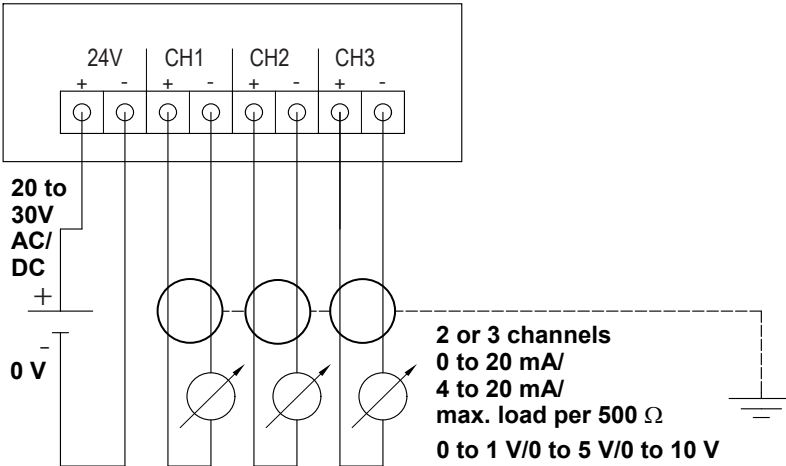 24V CH1 CH2 CH3
+ - + - + - + -
20 to
30V
AC/
DC
+
-
0 V
2 or 3 channels
0 to 20 mA/
4 to 20 mA/
max. load per 500 Ω
0 to 1 V/0 to 5 V/0 to 10 V